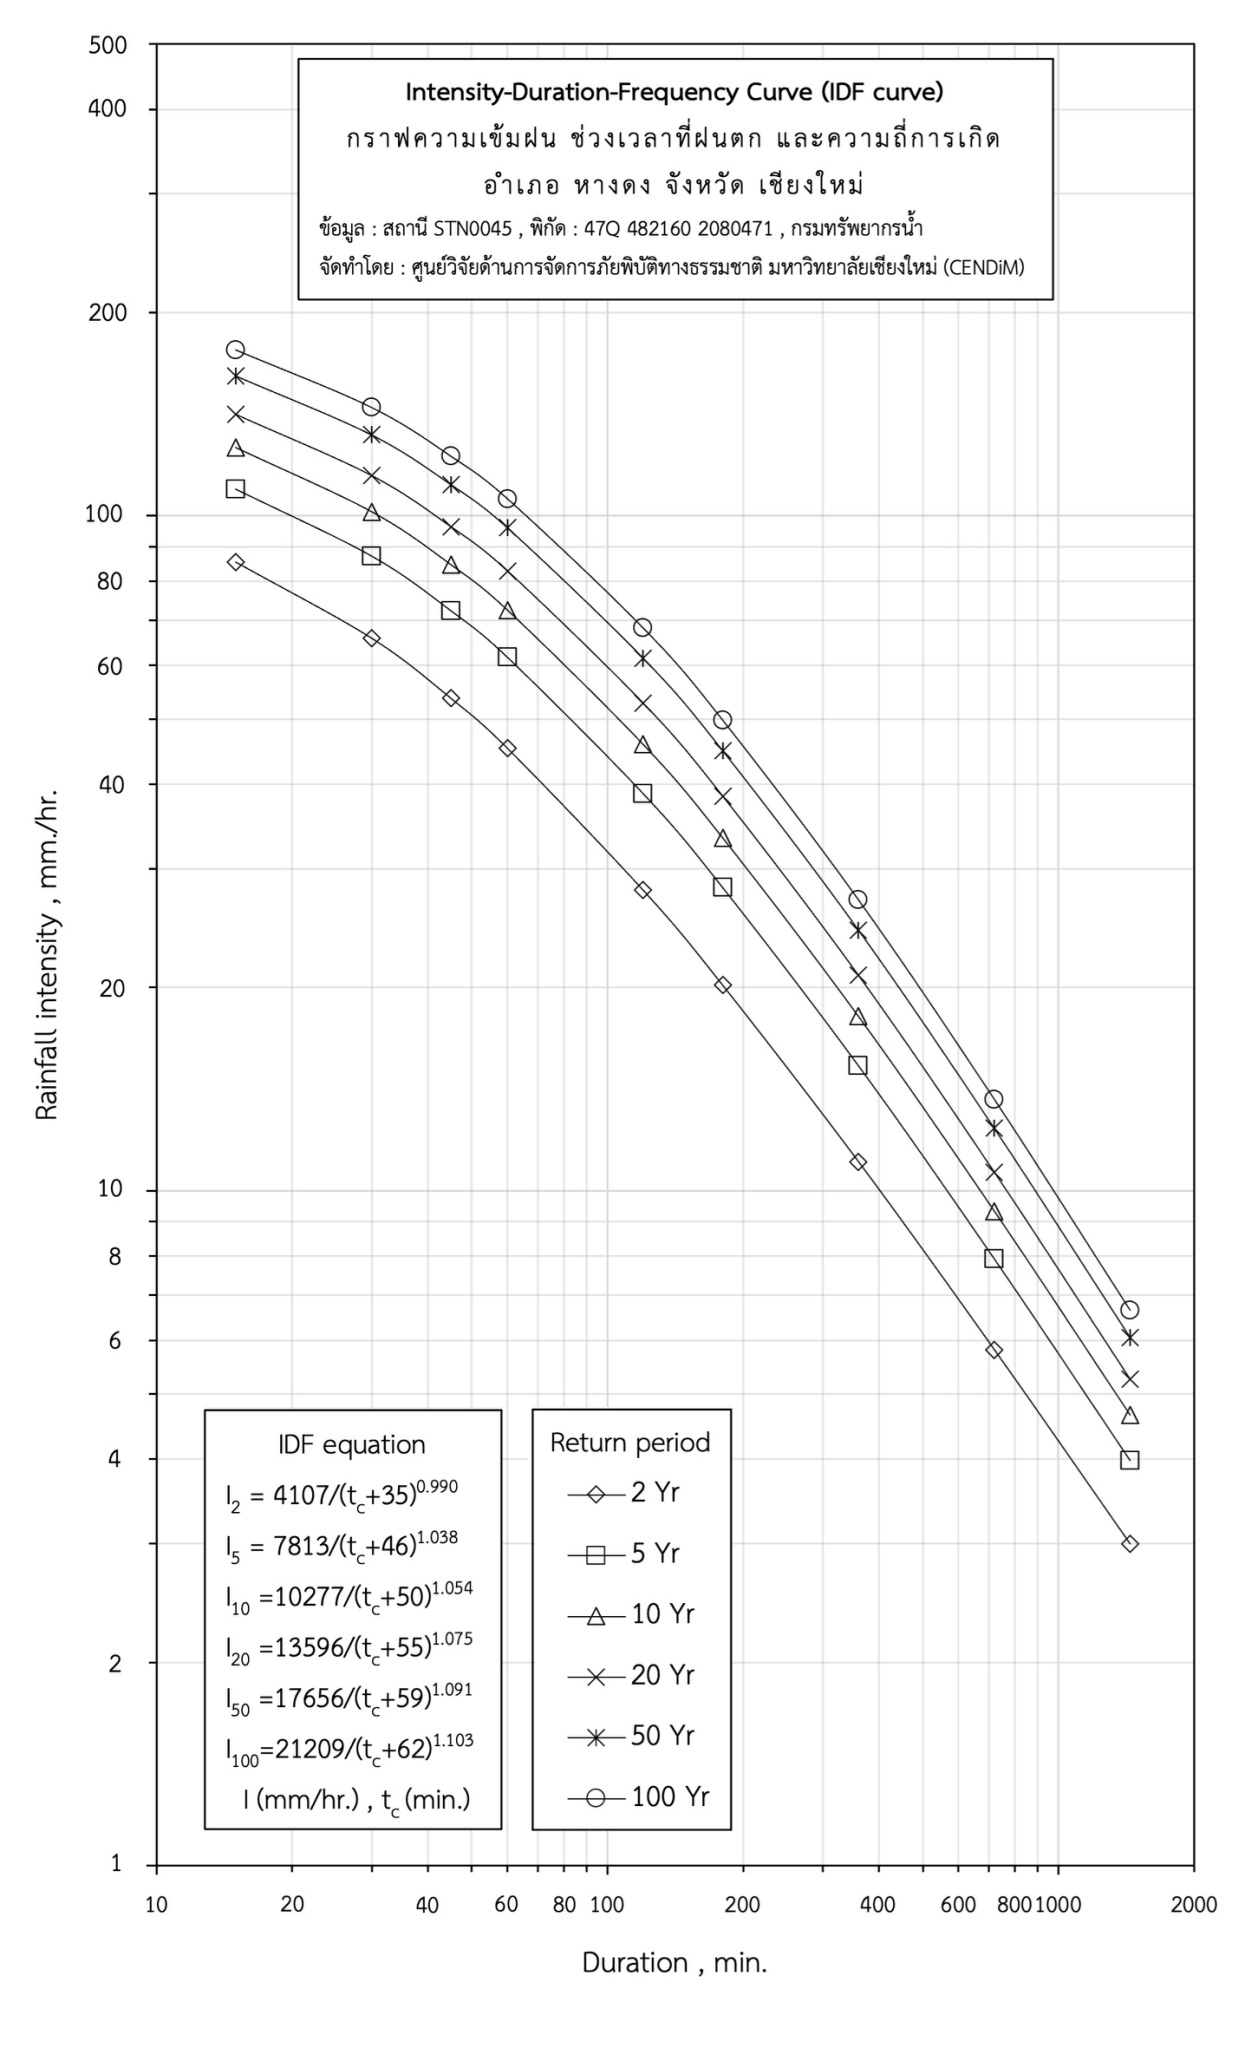 Intensity-Duration-Frequency Curve (IDF curve)
กราฟความเข้มฝน ช่วงเวลาที่ฝนตก และความถี่การเกิด
อำเภอ หางดง จังหวัด เชียงใหม่
ข้อมูล : สถานี STN0045 , พิกัด : 47Q 482160 2080471 , กรมทรัพยากรน้ำ
จัดทำโดย : ศูนย์วิจัยด้านการจัดการภัยพิบัติทางธรรมชาติ มหาวิทยาลัยเชียงใหม่ (CENDiM)
500
400
200
100
80
60
40
20
10
8
6
4
2
1
Rainfall intensity , mm./hr.
IDF equation
I₂ = 4107/(t_c+35)^0.990
I₅ = 7813/(t_c+46)^1.038
I₁₀ =10277/(t_c+50)^1.054
I₂₀ =13596/(t_c+55)^1.075
I₅₀ =17656/(t_c+59)^1.091
I₁₀₀=21209/(t_c+62)^1.103
I (mm/hr.) , t_c (min.)
Return period
2 Yr
5 Yr
10 Yr
20 Yr
50 Yr
100 Yr
10 20 40 60 80 100 200 400 600 800 1000 2000
Duration , min.